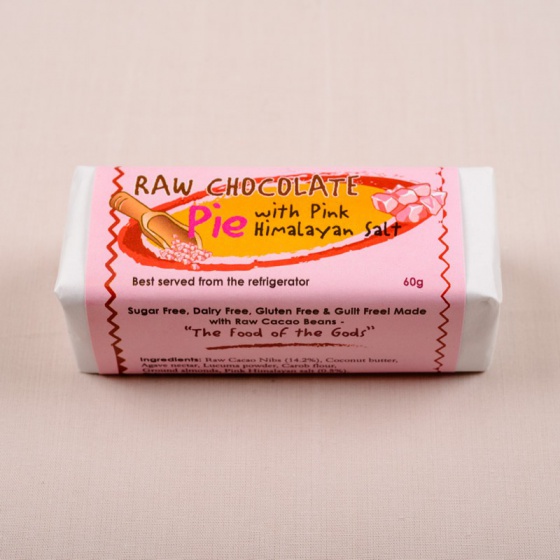 RAW CHOCOLATE
Pie with Pink
Himalayan Salt
Best served from the refrigerator 60g
Sugar Free, Dairy Free, Gluten Free & Guilt Free! Made
with Raw Cacao Beans -
"The Food of the Gods"
Ingredients: Raw Cacao Nibs (14.2%), Coconut butter,
Agave nectar, Lucuma powder, Carob flour,
Ground almonds, Pink Himalayan salt (0.8%).